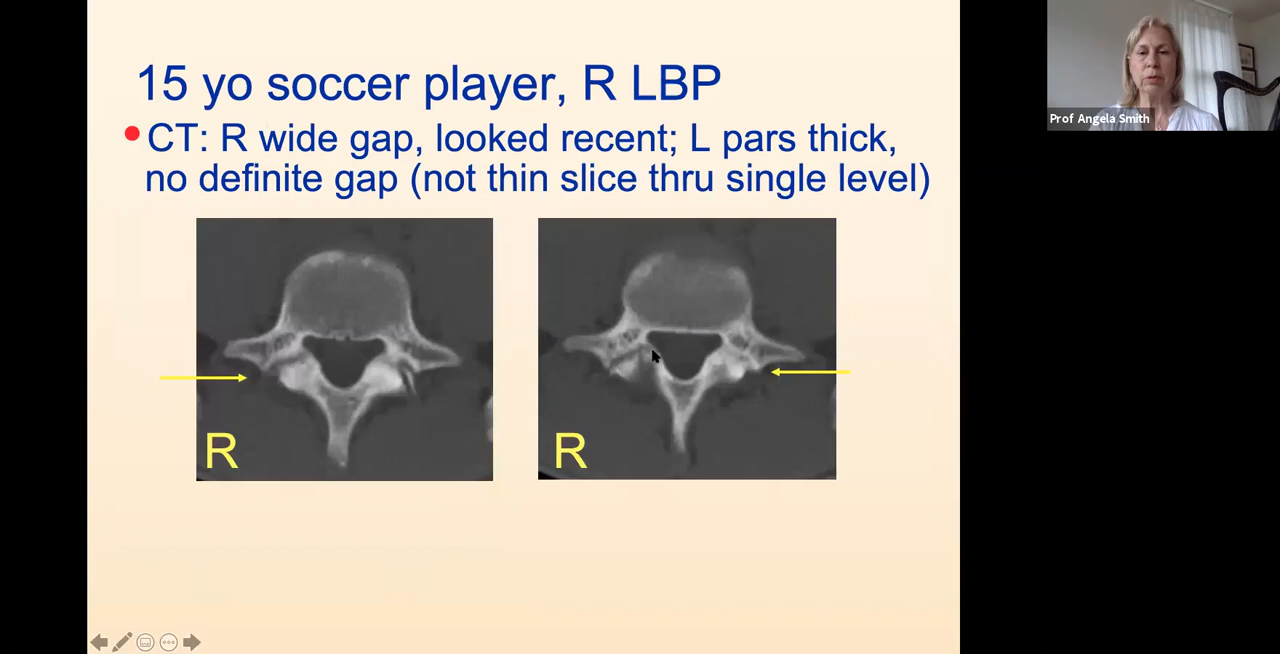 15 yo soccer player, R LBP
CT: R wide gap, looked recent; L pars thick,
no definite gap (not thin slice thru single level)
R
R
Prof Angela Smith